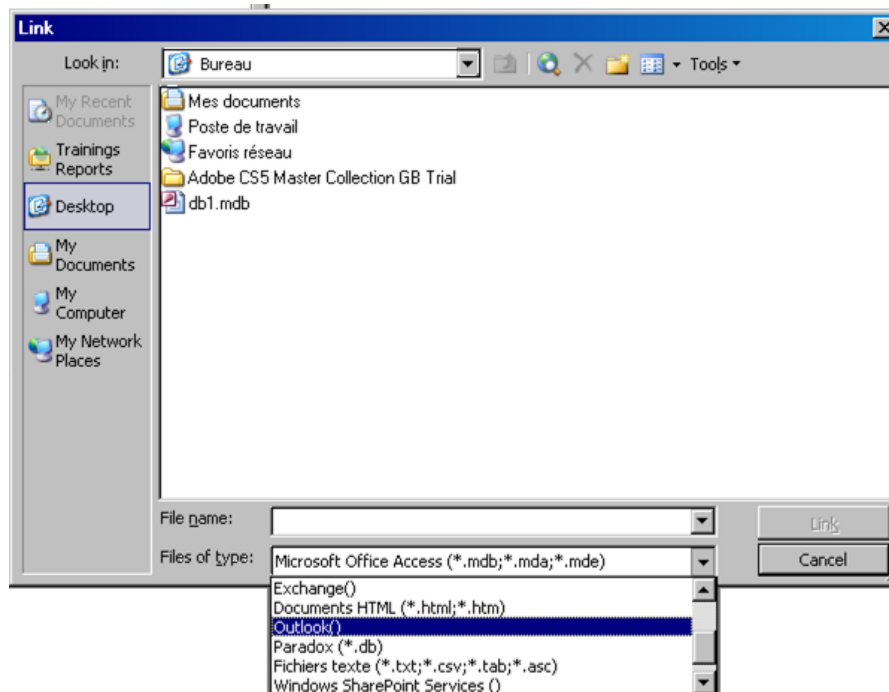 Link
Look in:
Bureau
Tools
My Recent
Documents
Trainings
Reports
Desktop
My
Documents
My
Computer
My Network
Places
Mes documents
Poste de travail
Favoris réseau
Adobe CS5 Master Collection GB Trial
db1.mdb
File name:
Link
Files of type:
Microsoft Office Access (*.mdb;*.mda;*.mde)
Cancel
Exchange()
Documents HTML (*.html;*.htm)
Outlook()
Paradox (*.db)
Fichiers texte (*.txt;*.csv;*.tab;*.asc)
Windows SharePoint Services ()